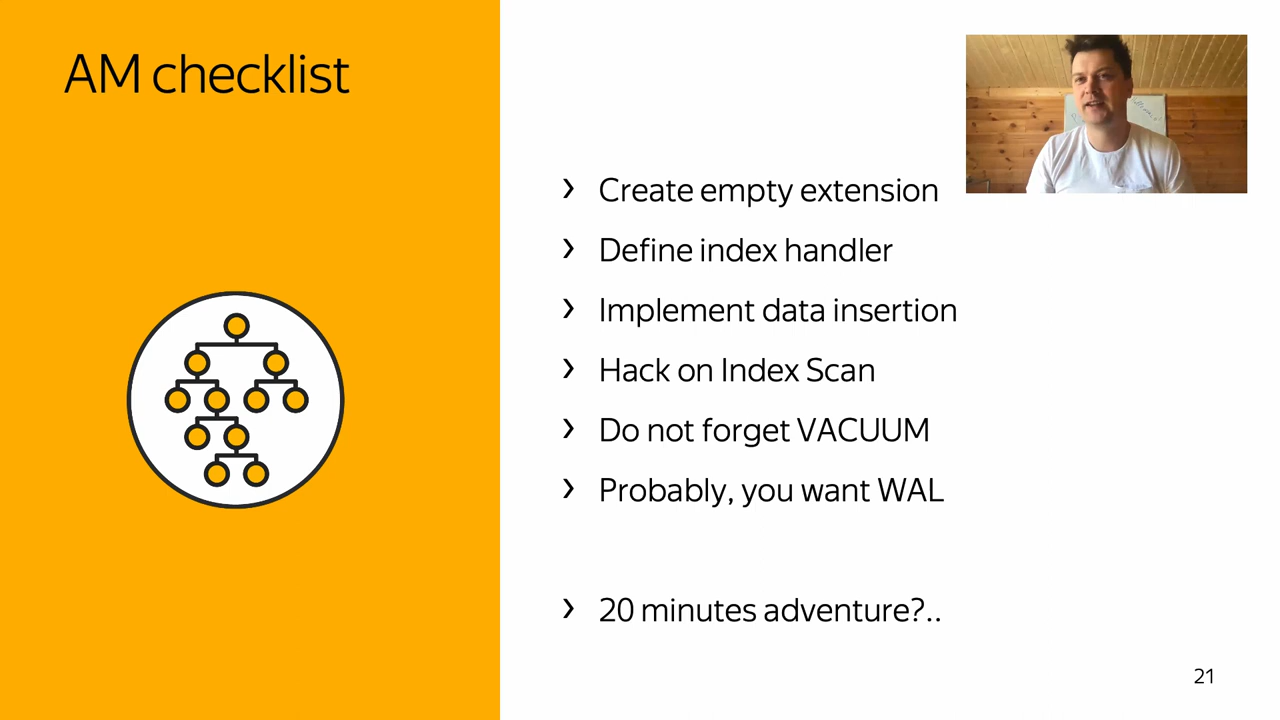 AM checklist
› Create empty extension
› Define index handler
› Implement data insertion
› Hack on Index Scan
› Do not forget VACUUM
› Probably, you want WAL
› 20 minutes adventure?..
21